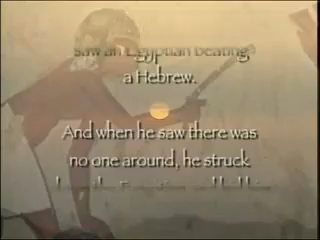 saw an Egyptian beating
a Hebrew.
And when he saw there was
no one around, he struck